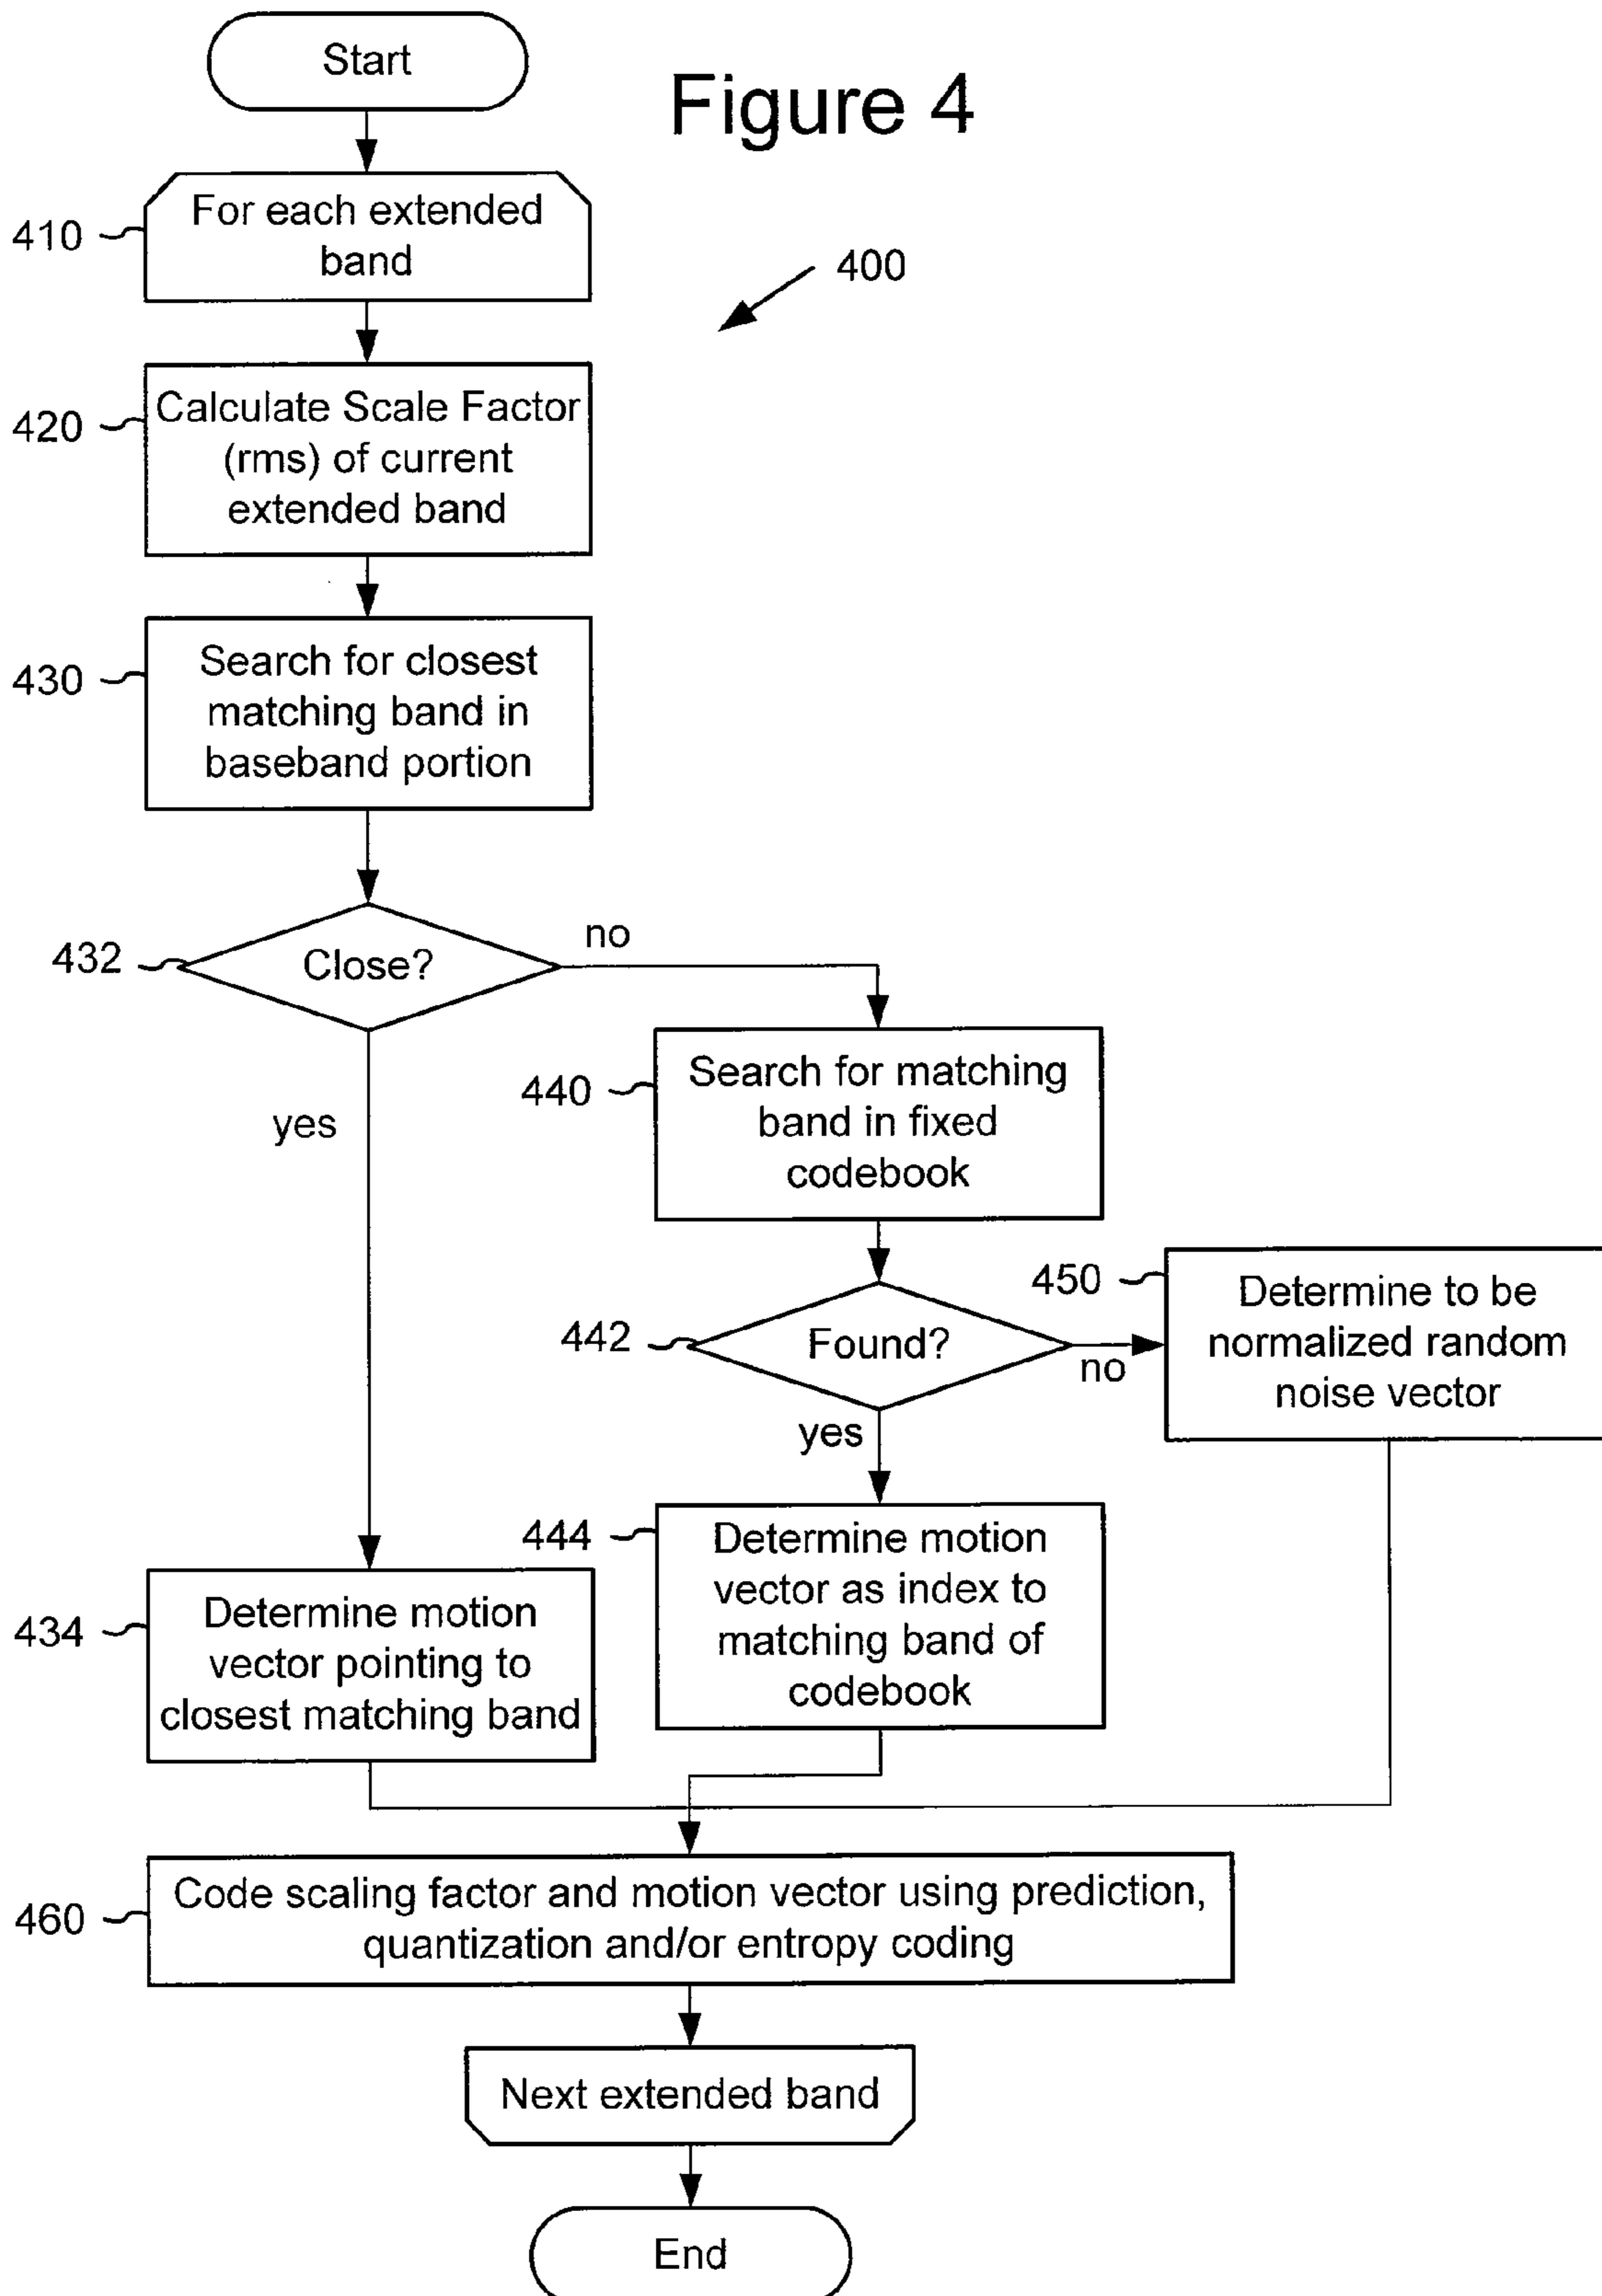 Start
Figure 4
410
For each extended
band
400
420
Calculate Scale Factor
(rms) of current
extended band
430
Search for closest
matching band in
baseband portion
432
Close?
no
yes
440
Search for matching
band in fixed
codebook
442
Found?
no
yes
450
Determine to be
normalized random
noise vector
434
Determine motion
vector pointing to
closest matching band
444
Determine motion
vector as index to
matching band of
codebook
460
Code scaling factor and motion vector using prediction,
quantization and/or entropy coding
Next extended band
End